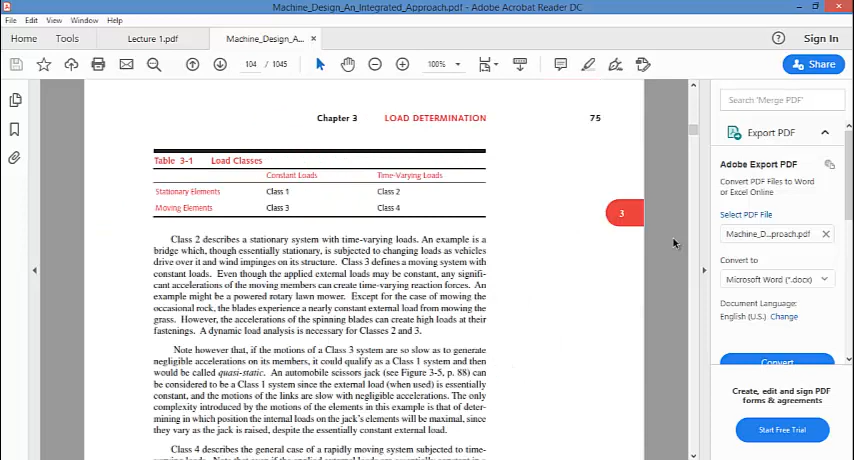 Machine_Design_An_Integrated_Approach.pdf - Adobe Acrobat Reader DC
File Edit View Window Help
Home Tools Lecture 1.pdf Machine_Design_A... × Sign In
104 / 1045 100% Share
Chapter 3 LOAD DETERMINATION 75
Table 3-1 Load Classes
Constant Loads Time-Varying Loads
Stationary Elements Class 1 Class 2
Moving Elements Class 3 Class 4
3
Class 2 describes a stationary system with time-varying loads. An example is a
bridge which, though essentially stationary, is subjected to changing loads as vehicles
drive over it and wind impinges on its structure. Class 3 defines a moving system with
constant loads. Even though the applied external loads may be constant, any signifi-
cant accelerations of the moving members can create time-varying reaction forces. An
example might be a powered rotary lawn mower. Except for the case of mowing the
occasional rock, the blades experience a nearly constant external load from mowing the
grass. However, the accelerations of the spinning blades can create high loads at their
fastenings. A dynamic load analysis is necessary for Classes 2 and 3.
Note however that, if the motions of a Class 3 system are so slow as to generate
negligible accelerations on its members, it could qualify as a Class 1 system and then
would be called quasi-static. An automobile scissors jack (see Figure 3-5, p. 88) can
be considered to be a Class 1 system since the external load (when used) is essentially
constant, and the motions of the links are slow with negligible accelerations. The only
complexity introduced by the motions of the elements in this example is that of deter-
mining in which position the internal loads on the jack's elements will be maximal, since
they vary as the jack is raised, despite the essentially constant external load.
Class 4 describes the general case of a rapidly moving system subjected to time-
Search 'Merge PDF'
Export PDF
Adobe Export PDF
Convert PDF Files to Word
or Excel Online
Select PDF File
Machine_D...proach.pdf
Convert to
Microsoft Word (*.docx)
Document Language:
English (U.S.) Change
Convert
Create, edit and sign PDF
forms & agreements
Start Free Trial